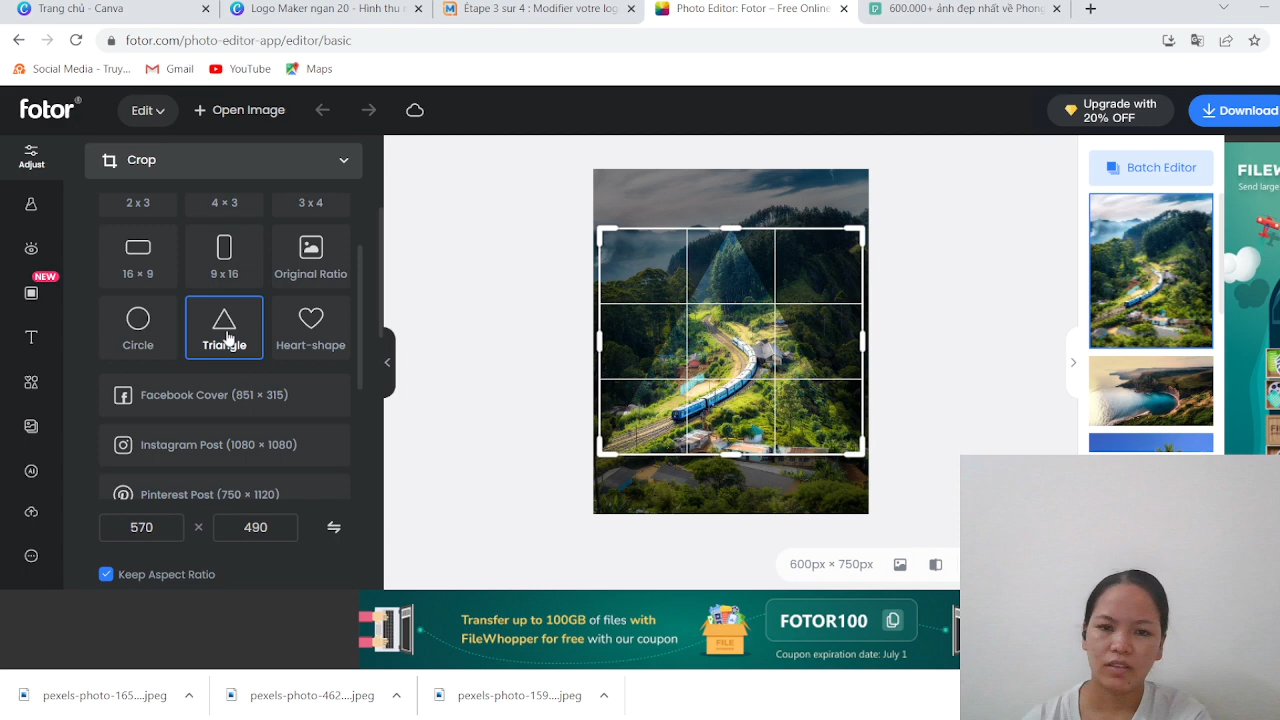 Trang chủ - Canva
Logo Maker ngan 20 - Hình thu n
Étape 3 sur 4 : Modifier votre log
Photo Editor: Fotor – Free Online
600.000+ ảnh đẹp nhất về Phong
fotor.com/photo-editor-app/editor/basic
Social Media - Truy...
Gmail
YouTube
Maps
fotor
Edit
Open Image
Upgrade with
20% OFF
Download
Adjust
Crop
2 x 3
4 × 3
3 x 4
16 × 9
9 x 16
Original Ratio
Circle
Triangle
Heart-shape
Facebook Cover (851 × 315)
Instagram Post (1080 × 1080)
Pinterest Post (750 × 1120)
570
×
490
Keep Aspect Ratio
NEW
AI
600px × 750px
Batch Editor
FILEW
Send large
Transfer up to 100GB of files with
FileWhopper for free with our coupon
FILE
FOTOR100
Coupon expiration date: July 1
pexels-photo-165....jpeg
pexels-photo-462....jpeg
pexels-photo-159....jpeg